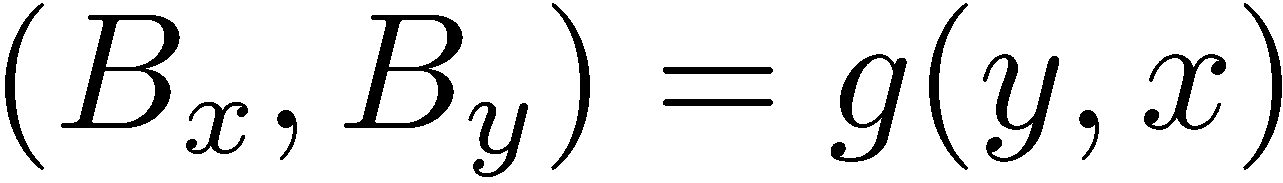 (B_x, B_y) = g(y, x)